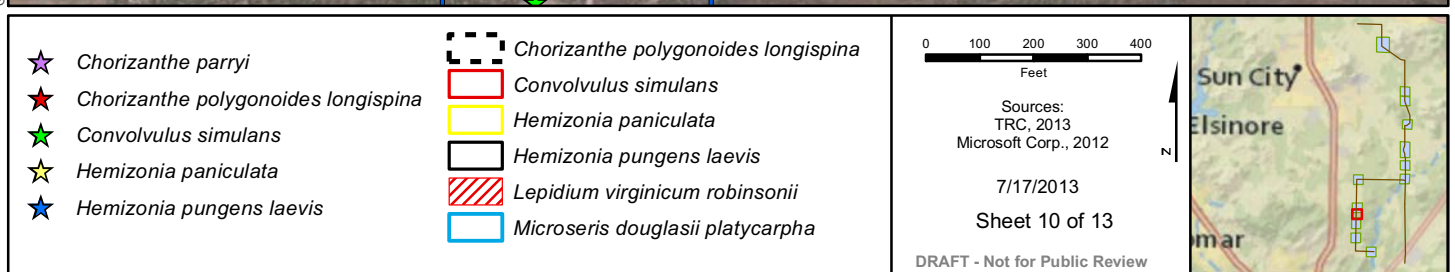 Chorizanthe parryi
Chorizanthe polygonoides longispina
Convolvulus simulans
Hemizonia paniculata
Hemizonia pungens laevis
Chorizanthe polygonoides longispina
Convolvulus simulans
Hemizonia paniculata
Hemizonia pungens laevis
Lepidium virginicum robinsonii
Microseris douglasii platycarpha
0 100 200 300 400
Feet
Sources:
TRC, 2013
Microsoft Corp., 2012
N
7/17/2013
Sheet 10 of 13
DRAFT - Not for Public Review
Sun City
Elsinore
mar